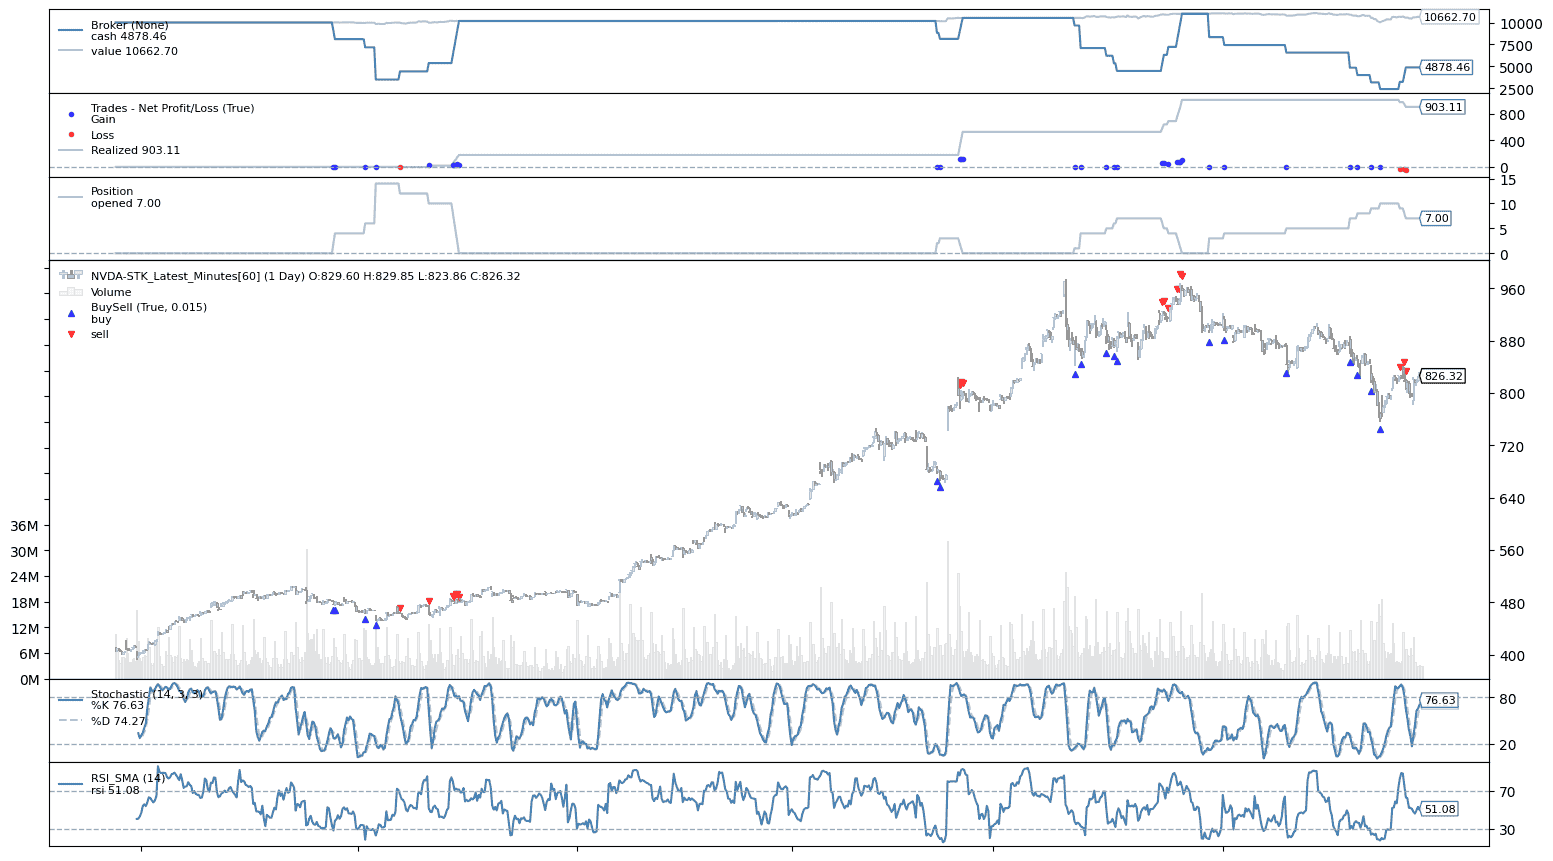 Broker (None)
cash 4878.46
value 10662.70
10662.70
10000
7500
4878.46
5000
2500
Trades - Net Profit/Loss (True)
Gain
Loss
Realized 903.11
903.11
800
400
0
Position
opened 7.00
15
10
7.00
5
0
NVDA-STK_Latest_Minutes[60] (1 Day) O:829.60 H:829.85 L:823.86 C:826.32
Volume
BuySell (True, 0.015)
buy
sell
960
880
826.32
800
720
640
560
480
400
36M
30M
24M
18M
12M
6M
0M
Stochastic (14, 3, 3)
%K 76.63
%D 74.27
80
76.63
20
RSI_SMA (14)
rsi 51.08
70
51.08
30